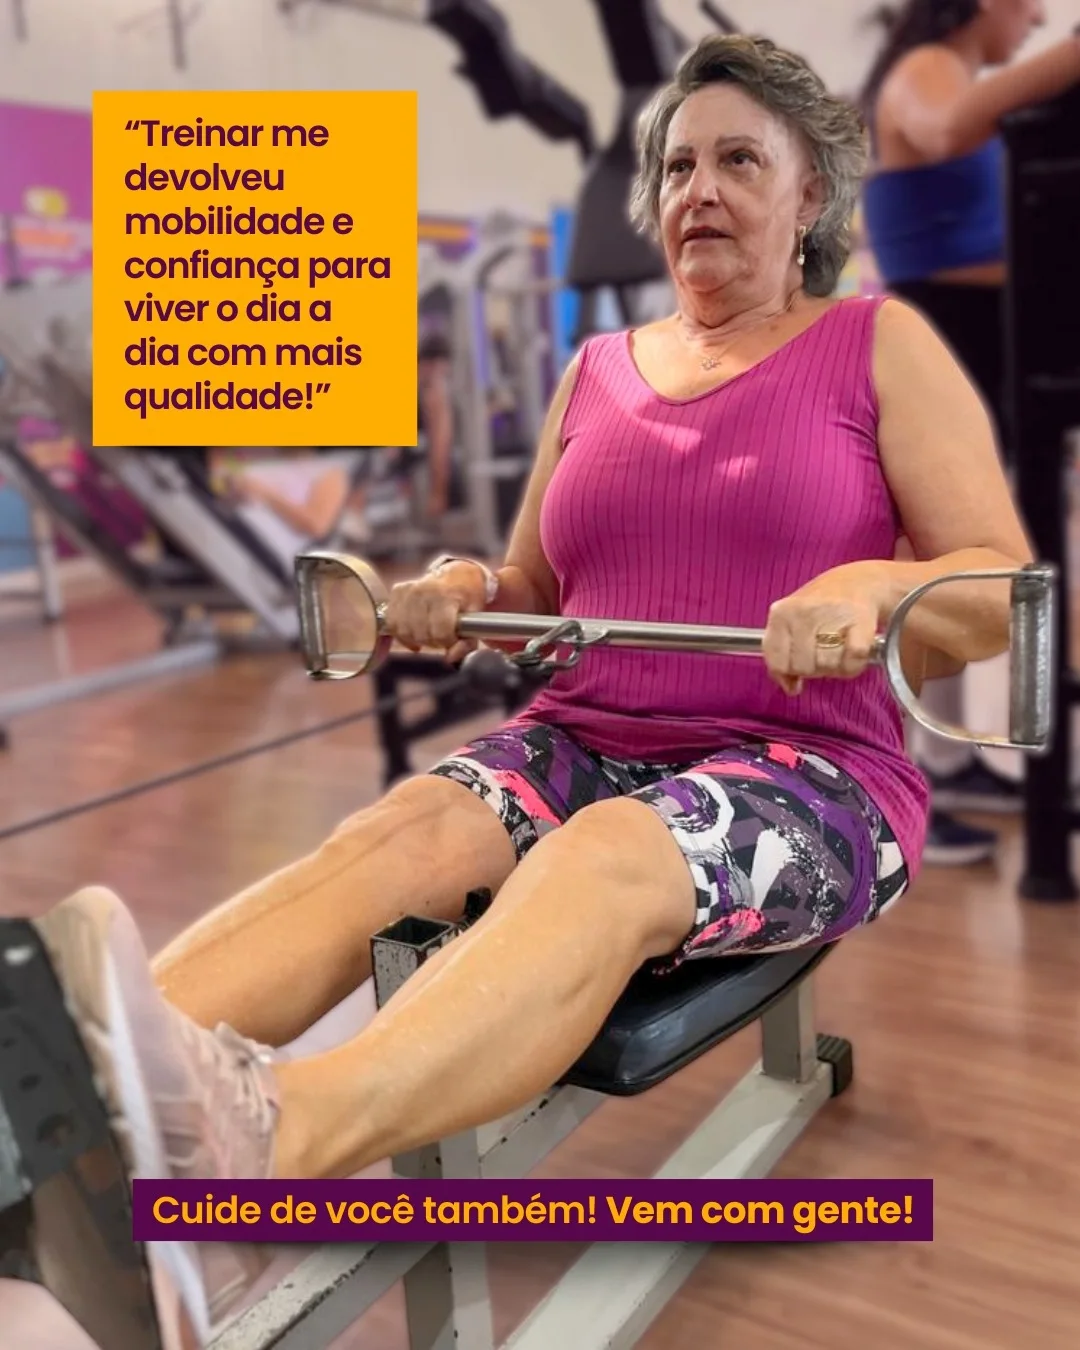 “Treinar me
devolveu
mobilidade e
confiança para
viver o dia a
dia com mais
qualidade!”
Cuide de você também! Vem com gente!